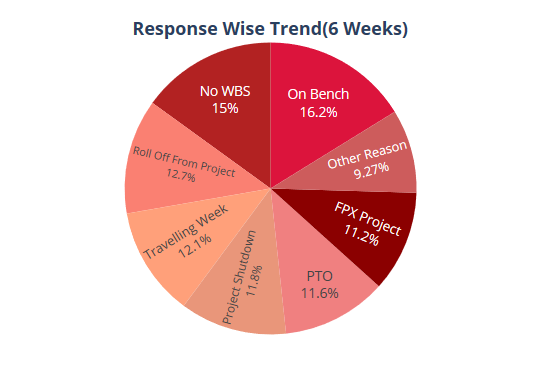 Response Wise Trend(6 Weeks)
No WBS
15%
On Bench
16.2%
Other Reason
9.27%
FPX Project
11.2%
PTO
11.6%
Project Shutdown
11.8%
Travelling Week
12.1%
Roll Off From Project
12.7%